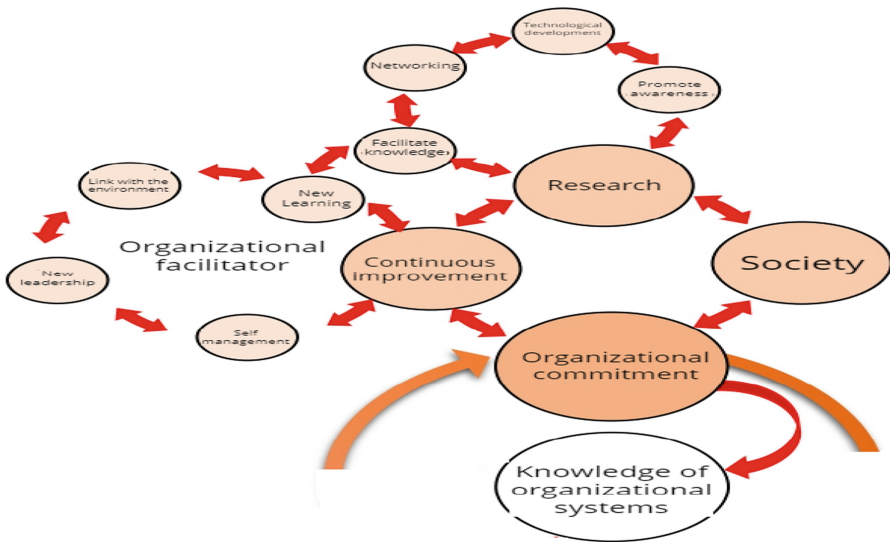 Technological
development
Networking
Promote
awareness
Facilitate
knowledge
Research
Link with the
environment
New
Learning
Organizational
facilitator
Continuous
improvement
Society
New
leadership
Self
management
Organizational
commitment
Knowledge of
organizational
systems